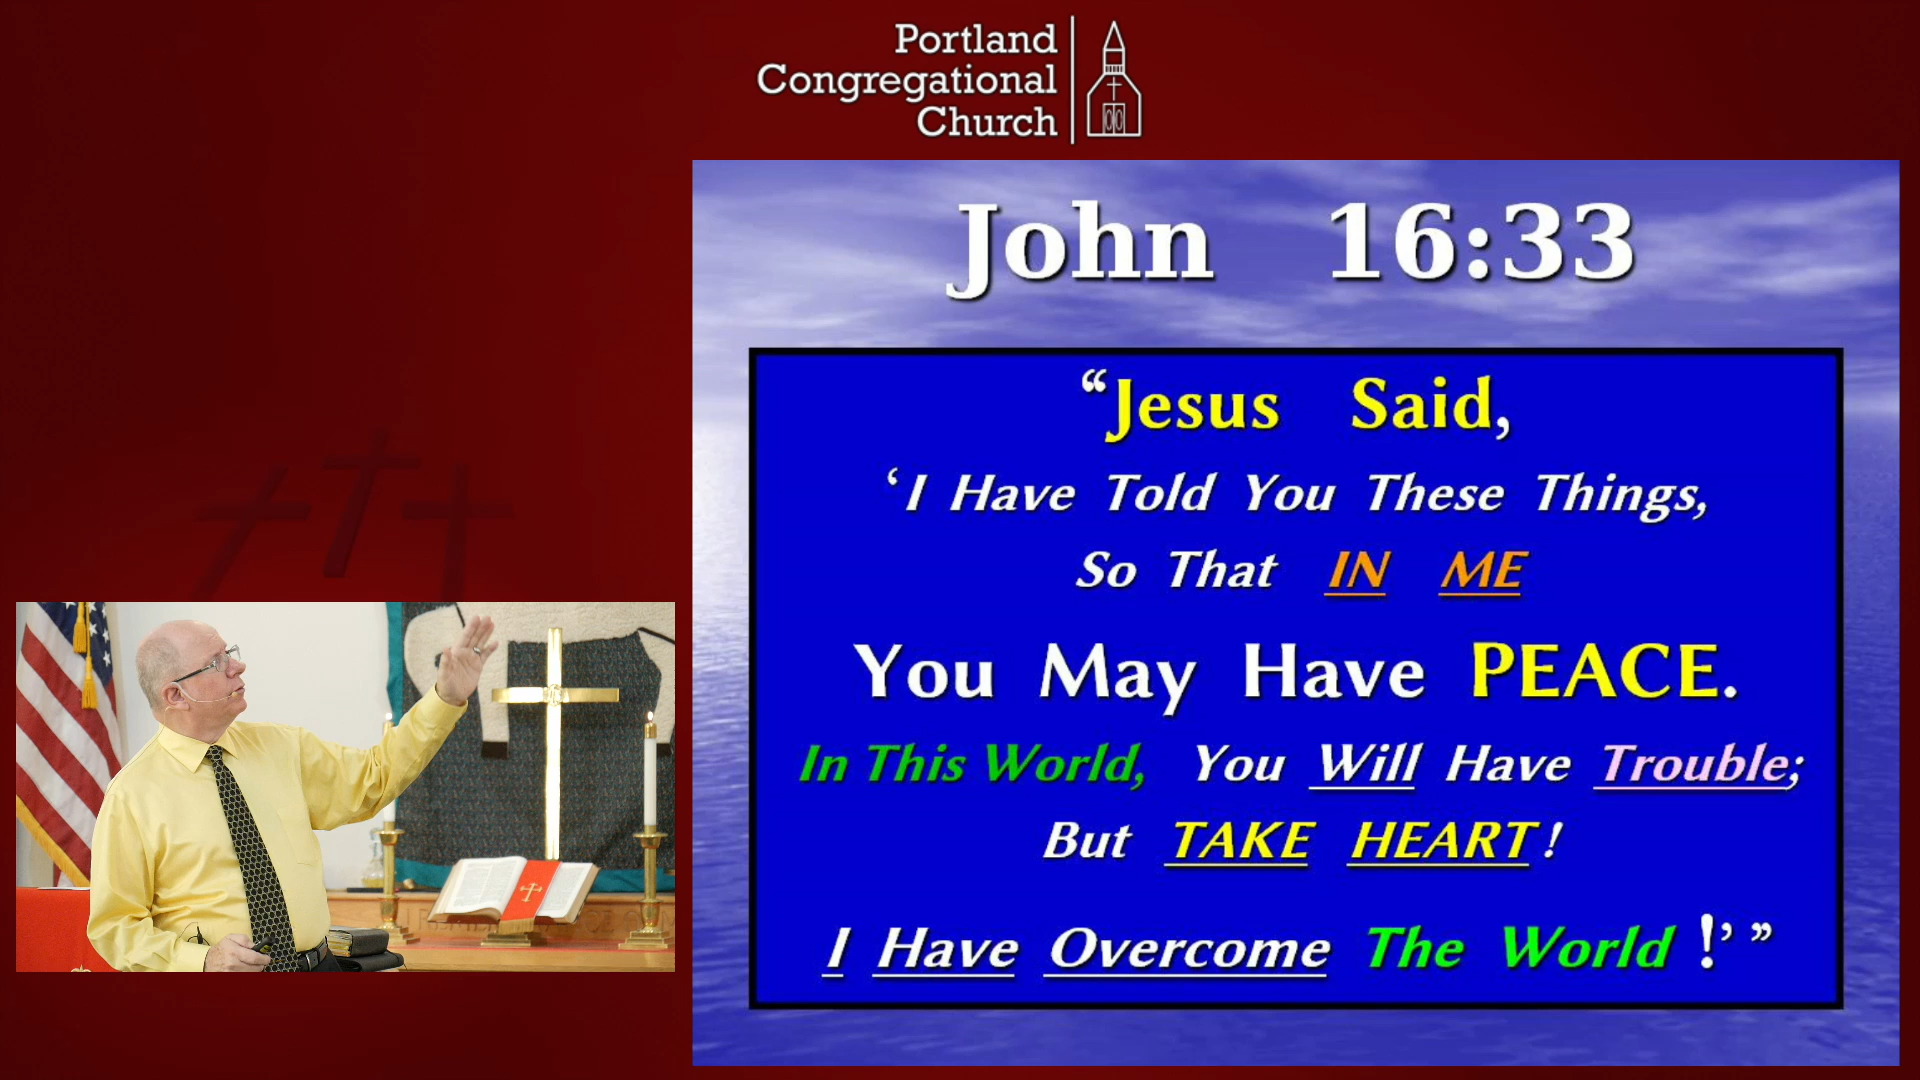 Portland
Congregational
Church
John 16:33
“Jesus Said,
‘I Have Told You These Things,
So That IN ME
You May Have PEACE.
In This World, You Will Have Trouble;
But TAKE HEART!
I Have Overcome The World !’ ”